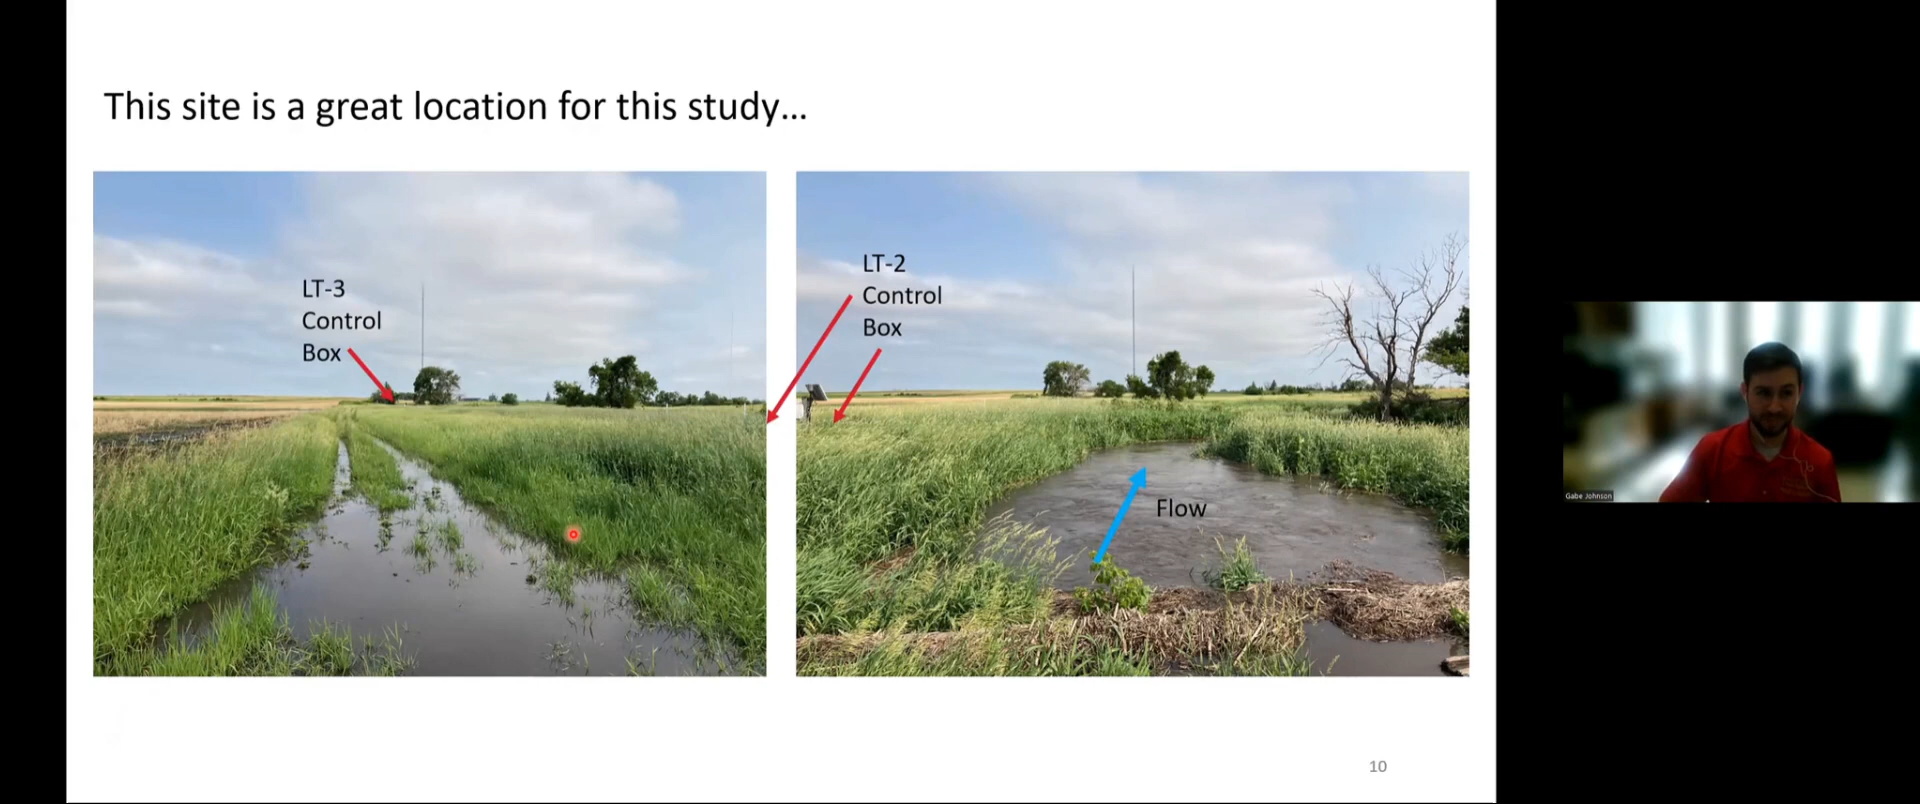 This site is a great location for this study...
LT-3
Control
Box
LT-2
Control
Box
Flow
10
Gabe Johnson